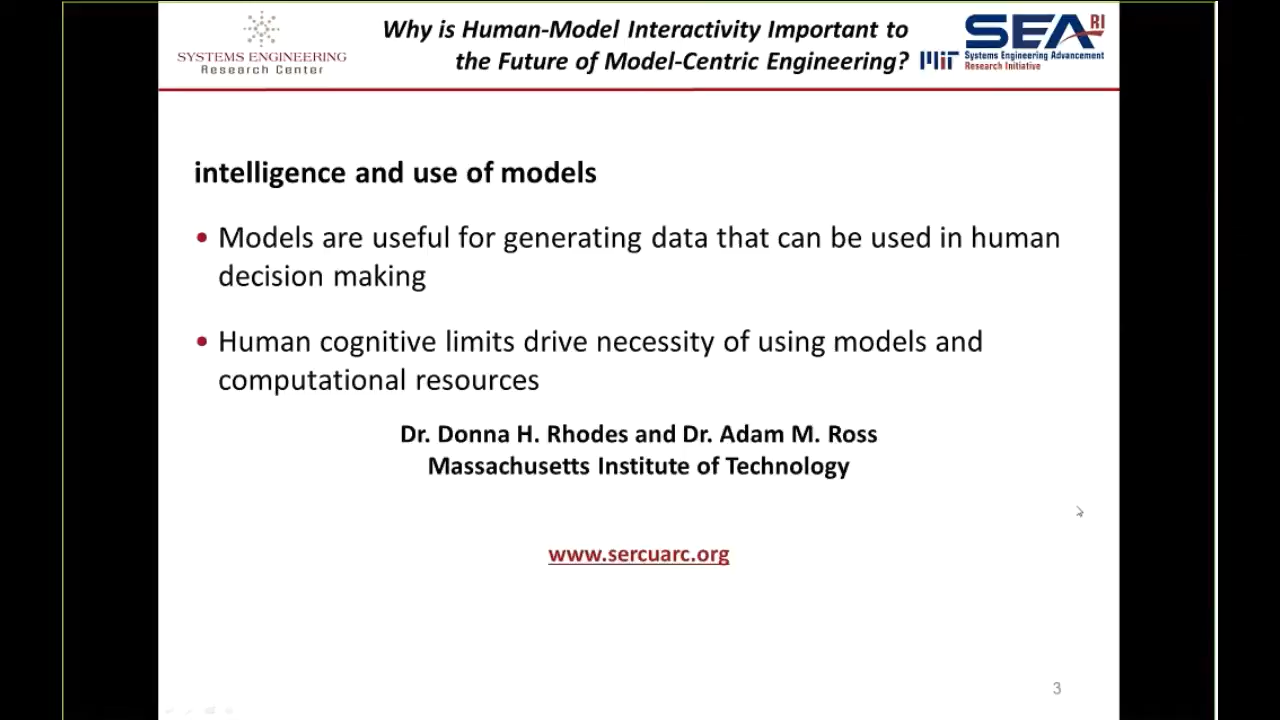 SYSTEMS ENGINEERING
Research Center
Why is Human-Model Interactivity Important to
the Future of Model-Centric Engineering?
MIT
SEARI
Systems Engineering Advancement
Research Initiative
intelligence and use of models
• Models are useful for generating data that can be used in human
decision making
• Human cognitive limits drive necessity of using models and
computational resources
Dr. Donna H. Rhodes and Dr. Adam M. Ross
Massachusetts Institute of Technology
www.sercuarc.org
3